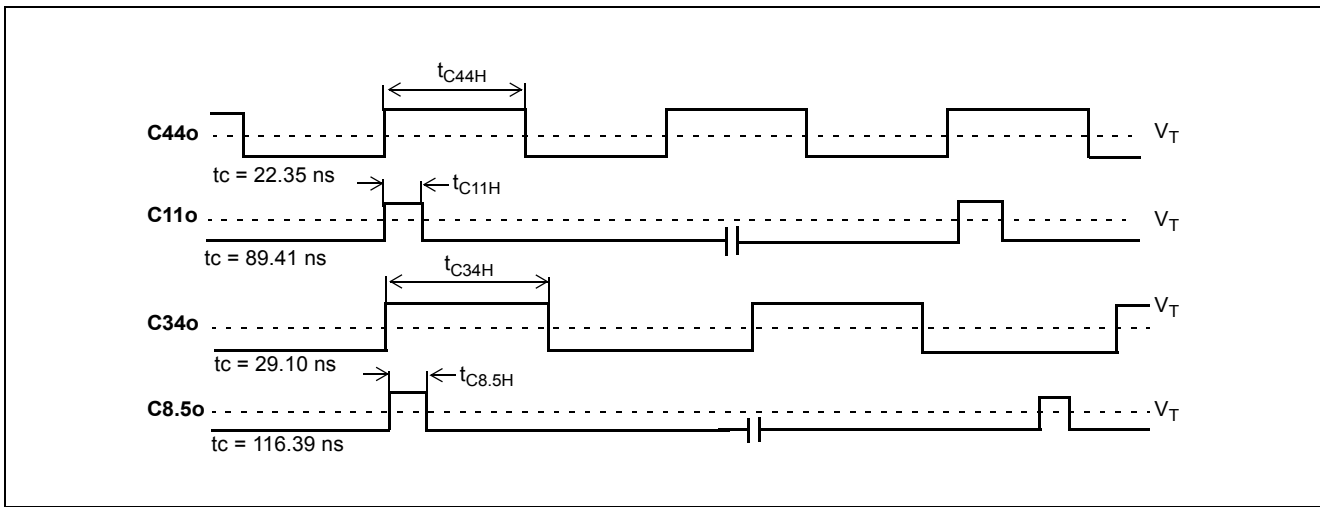 tC44H
C44o
VT
tc = 22.35 ns
tC11H
C11o
VT
tc = 89.41 ns
tC34H
C34o
VT
tc = 29.10 ns
tC8.5H
C8.5o
VT
tc = 116.39 ns